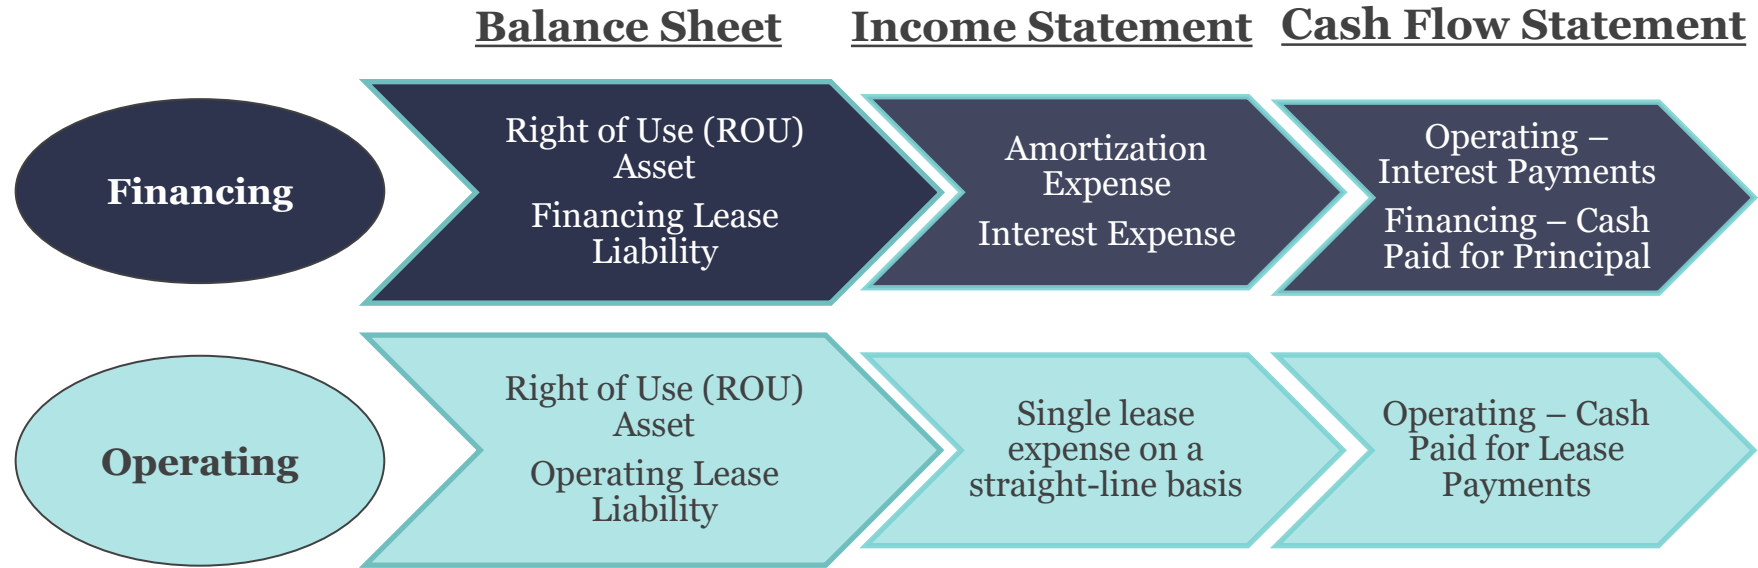 Balance Sheet
Income Statement
Cash Flow Statement
Financing
Right of Use (ROU)
Asset
Financing Lease
Liability
Amortization
Expense
Interest Expense
Operating –
Interest Payments
Financing – Cash
Paid for Principal
Operating
Right of Use (ROU)
Asset
Operating Lease
Liability
Single lease
expense on a
straight-line basis
Operating – Cash
Paid for Lease
Payments